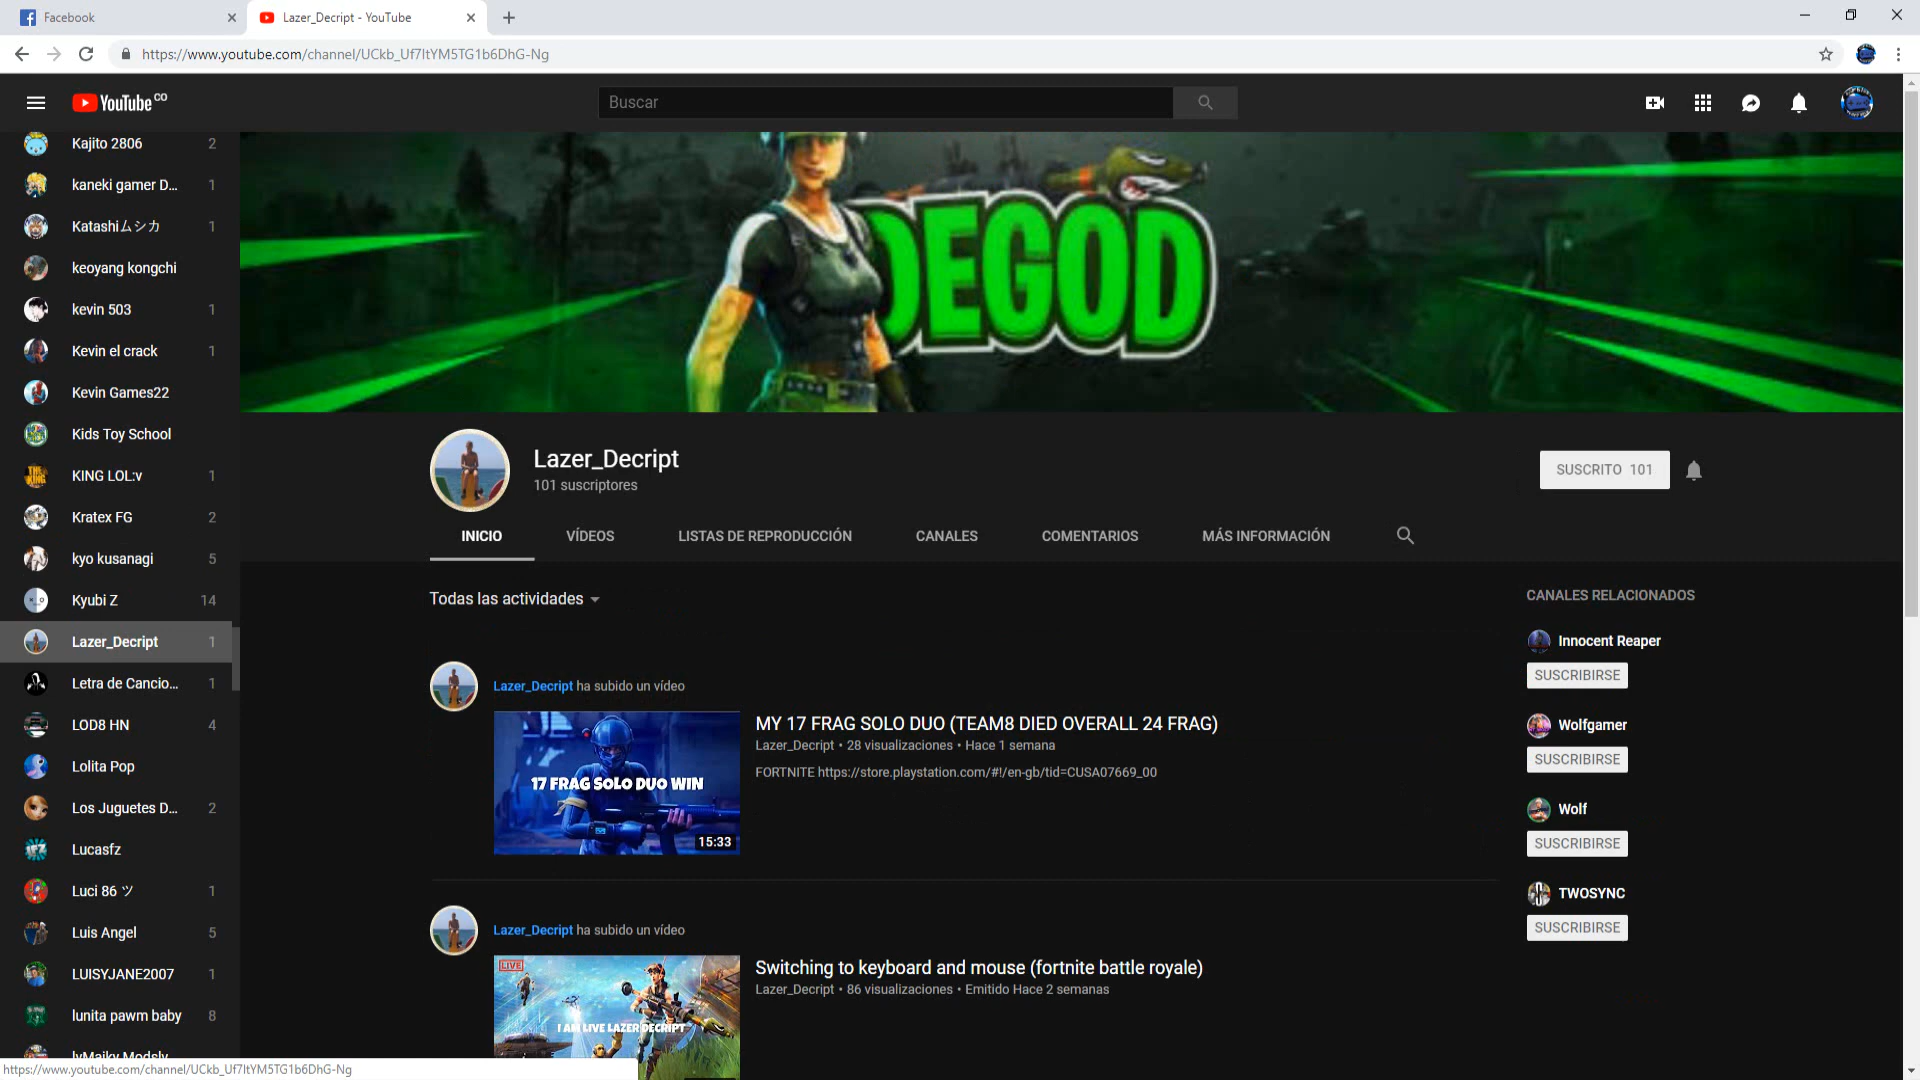 Facebook
Lazer_Decript - YouTube
https://www.youtube.com/channel/UCkb_Uf7ItYM5TG1b6DhG-Ng
YouTube CO
Buscar
Kajito 2806 2
kaneki gamer D... 1
Katashiムシカ 1
keoyang kongchi
kevin 503 1
Kevin el crack 1
Kevin Games22
Kids Toy School
KING LOL:v 1
Kratex FG 2
kyo kusanagi 5
Kyubi Z 14
Lazer_Decript 1
Letra de Cancio... 1
LOD8 HN 4
Lolita Pop
Los Juguetes D... 2
Lucasfz
Luci 86 ツ 1
Luis Angel 5
LUISYJANE2007 1
lunita pawm baby 8
lyMaiky Modsly
DEGOD
Lazer_Decript
101 suscriptores
SUSCRITO 101
INICIO
VÍDEOS
LISTAS DE REPRODUCCIÓN
CANALES
COMENTARIOS
MÁS INFORMACIÓN
Todas las actividades
Lazer_Decript ha subido un vídeo
17 FRAG SOLO DUO WIN
15:33
MY 17 FRAG SOLO DUO (TEAM8 DIED OVERALL 24 FRAG)
Lazer_Decript • 28 visualizaciones • Hace 1 semana
FORTNITE https://store.playstation.com/#!/en-gb/tid=CUSA07669_00
Lazer_Decript ha subido un vídeo
LIVE
I AM LIVE LAZER DECRIPT
Switching to keyboard and mouse (fortnite battle royale)
Lazer_Decript • 86 visualizaciones • Emitido Hace 2 semanas
CANALES RELACIONADOS
Innocent Reaper
SUSCRIBIRSE
Wolfgamer
SUSCRIBIRSE
Wolf
SUSCRIBIRSE
TWOSYNC
SUSCRIBIRSE
https://www.youtube.com/channel/UCkb_Uf7ItYM5TG1b6DhG-Ng